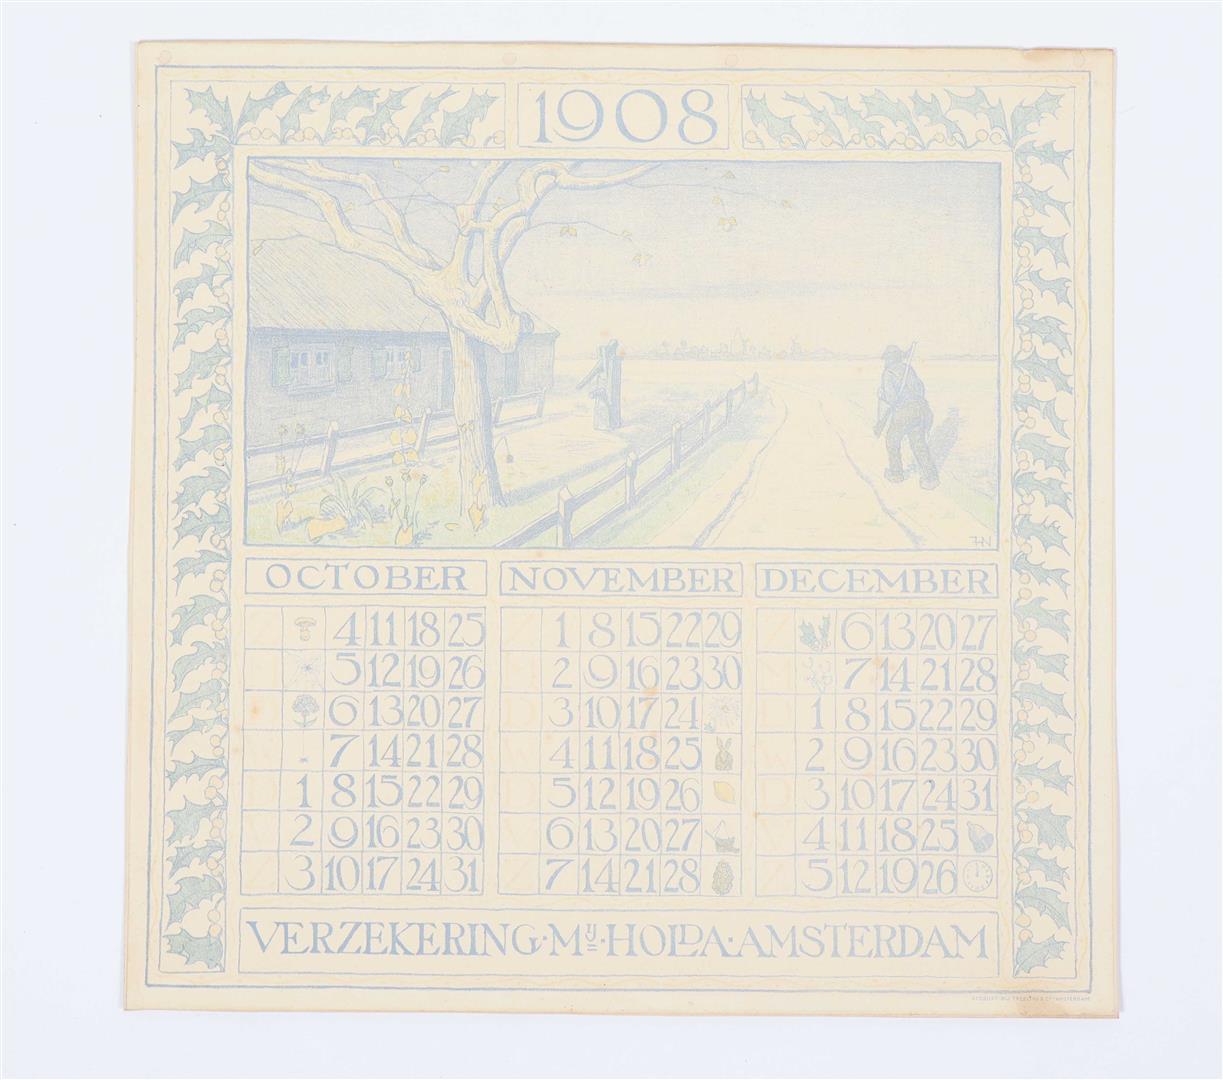 1908
HN
OCTOBER NOVEMBER DECEMBER
Z 4 11 18 25 Z 1 8 15 22 29 Z 6 13 20 27
M 5 12 19 26 M 2 9 16 23 30 M 7 14 21 28
D 6 13 20 27 D 3 10 17 24 D 1 8 15 22 29
W 7 14 21 28 W 4 11 18 25 W 2 9 16 23 30
D 1 8 15 22 29 D 5 12 19 26 D 3 10 17 24 31
V 2 9 16 23 30 V 6 13 20 27 V 4 11 18 25
Z 3 10 17 24 31 Z 7 14 21 28 Z 5 12 19 26
VERZEKERING·MIJ·HOLDA·AMSTERDAM